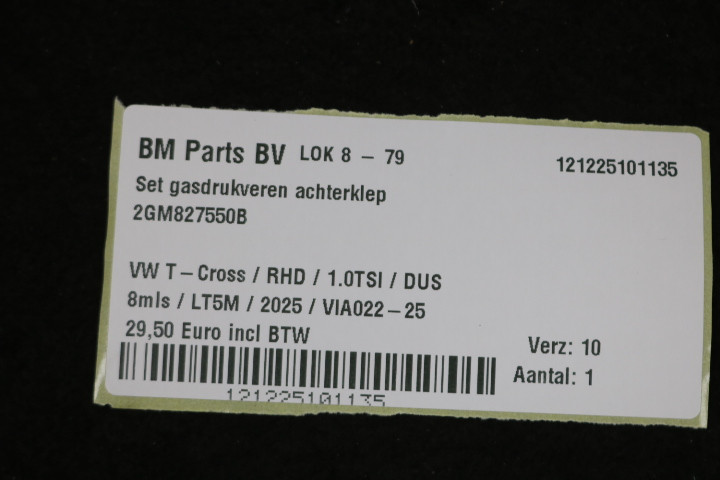 BM Parts BV LOK 8 - 79 121225101135
Set gasdrukveren achterklep
2GM827550B
VW T-Cross / RHD / 1.0TSI / DUS
8mls / LT5M / 2025 / VIA022-25
29,50 Euro incl BTW
Verz: 10
Aantal: 1
121225101135